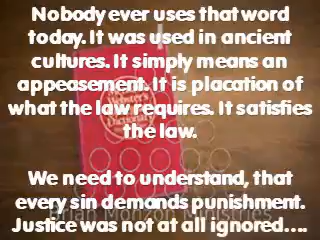 Nobody ever uses that word
today. It was used in ancient
cultures. It simply means an
appeasement. It is placation of
what the law requires. It satisfies
the law.
We need to understand, that
every sin demands punishment.
Brian Monzon Ministries
Justice was not at all ignored....
Webster's
Dictionary